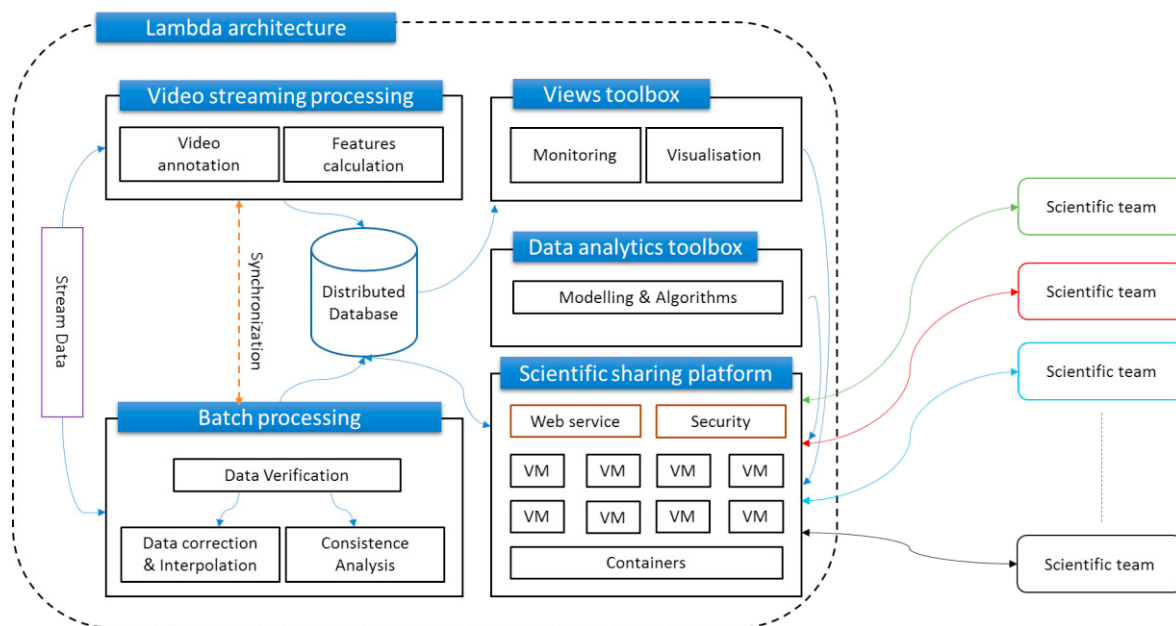 Lambda architecture
Video streaming processing
Video
annotation
Features
calculation
Views toolbox
Monitoring
Visualisation
Stream Data
Synchronization
Distributed
Database
Data analytics toolbox
Modelling & Algorithms
Batch processing
Data Verification
Data correction
& Interpolation
Consistence
Analysis
Scientific sharing platform
Web service
Security
VM
VM
VM
VM
VM
VM
VM
VM
Containers
Scientific team
Scientific team
Scientific team
Scientific team